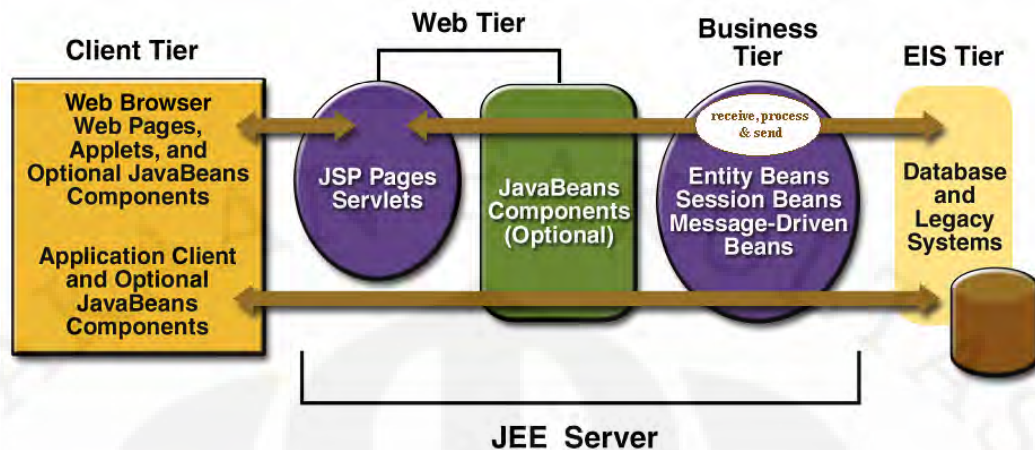 Client Tier
Web Browser
Web Pages,
Applets, and
Optional JavaBeans
Components
Application Client
and Optional
JavaBeans
Components
Web Tier
JSP Pages
Servlets
JavaBeans
Components
(Optional)
Business
Tier
receive, process
& send
Entity Beans
Session Beans
Message-Driven
Beans
EIS Tier
Database
and
Legacy
Systems
JEE Server